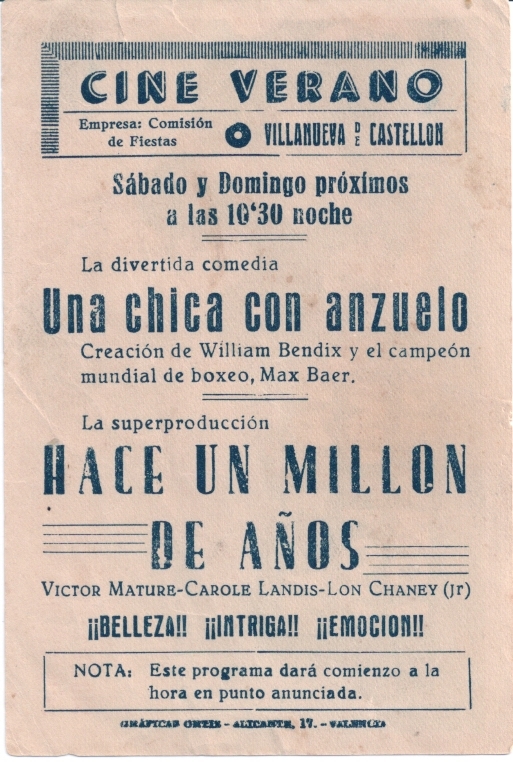 CINE VERANO
Empresa: Comisión
de Fiestas
VILLANUEVA DE CASTELLON
Sábado y Domingo próximos
a las 10'30 noche
La divertida comedia
Una chica con anzuelo
Creación de William Bendix y el campeón
mundial de boxeo, Max Baer.
La superproducción
HACE UN MILLON
DE AÑOS
VICTOR MATURE-CAROLE LANDIS-LON CHANEY (Jr)
¡¡BELLEZA!! ¡¡INTRIGA!! ¡¡EMOCION!!
NOTA: Este programa dará comienzo a la
hora en punto anunciada.
GRÁFICAS ORTIZ - ALICANTE, 17. - VALENCIA